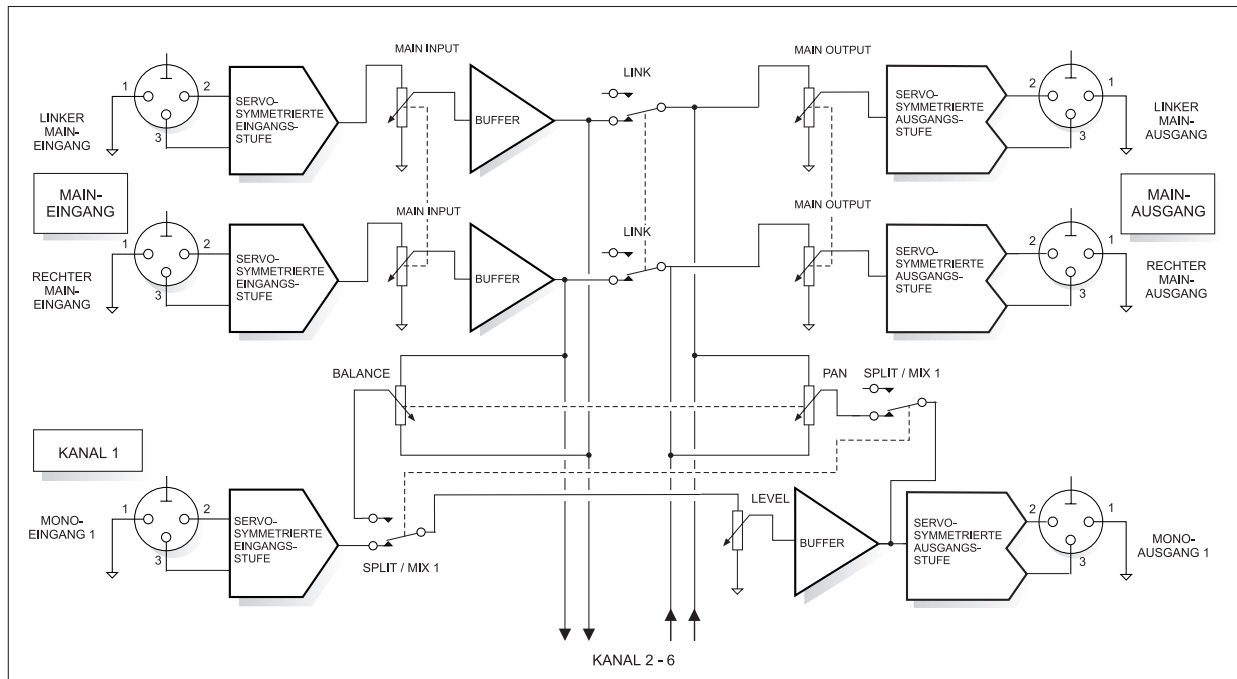 MAIN INPUT
MAIN OUTPUT
1
2
3
LINKER
MAIN-
EINGANG
SERVO-
SYMMETRIERTE
EINGANGS-
STUFE
BUFFER
LINK
SERVO-
SYMMETRIERTE
AUSGANGS-
STUFE
2
1
3
LINKER
MAIN-
AUSGANG
MAIN-
EINGANG
MAIN-
AUSGANG
MAIN INPUT
MAIN OUTPUT
1
2
3
RECHTER
MAIN-
EINGANG
SERVO-
SYMMETRIERTE
EINGANGS-
STUFE
BUFFER
LINK
SERVO-
SYMMETRIERTE
AUSGANGS-
STUFE
2
1
3
RECHTER
MAIN-
AUSGANG
BALANCE
PAN
SPLIT / MIX 1
KANAL 1
1
2
3
MONO-
EINGANG 1
SERVO-
SYMMETRIERTE
EINGANGS-
STUFE
SPLIT / MIX 1
LEVEL
BUFFER
SERVO-
SYMMETRIERTE
AUSGANGS-
STUFE
2
1
3
MONO-
AUSGANG 1
KANAL 2 - 6